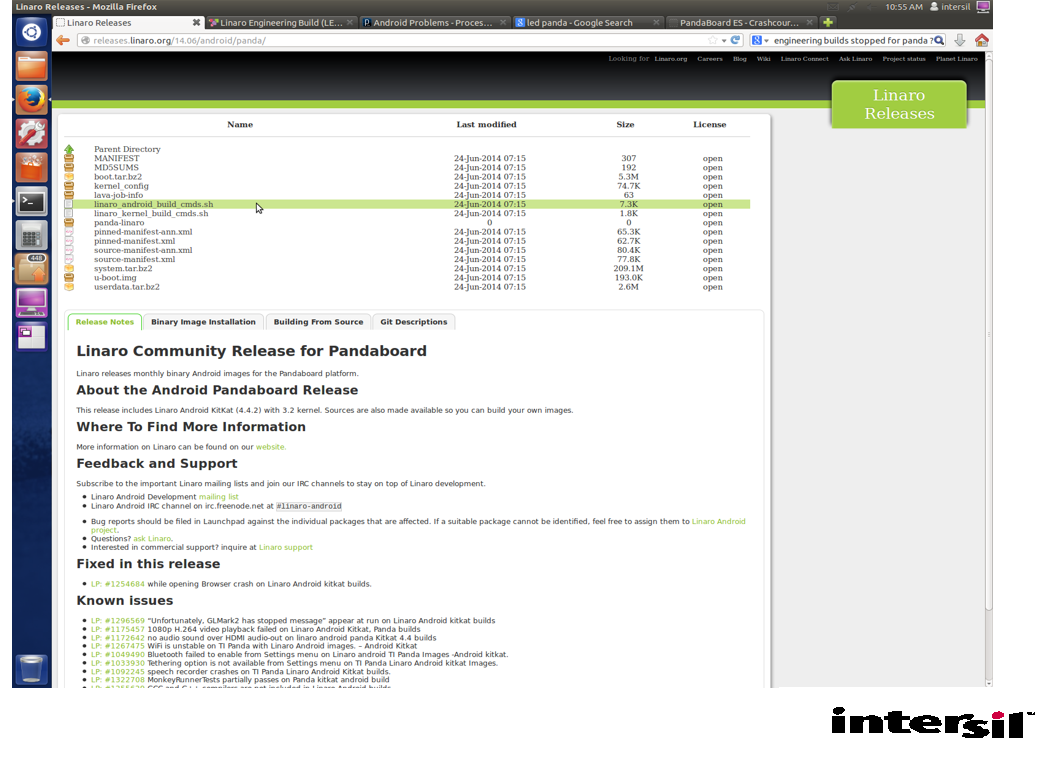 Linaro Releases - Mozilla Firefox
10:55 AM intersil
Linaro Releases
Linaro Engineering Build (LE...
Android Problems - Proces...
led panda - Google Search
PandaBoard ES - Crashcour...
releases.linaro.org/14.06/android/panda/
engineering builds stopped for panda ?
Looking for Linaro.org Careers Blog Wiki Linaro Connect Ask Linaro Project status Planet Linaro
Linaro
Releases
Name Last modified Size License
Parent Directory
MANIFEST 24-Jun-2014 07:15 307 open
MD5SUMS 24-Jun-2014 07:15 192 open
boot.tar.bz2 24-Jun-2014 07:15 5.3M open
kernel_config 24-Jun-2014 07:15 74.7K open
lava-job-info 24-Jun-2014 07:15 63 open
linaro_android_build_cmds.sh 24-Jun-2014 07:15 7.3K open
linaro_kernel_build_cmds.sh 24-Jun-2014 07:15 1.8K open
panda-linaro 0 0 open
pinned-manifest-ann.xml 24-Jun-2014 07:15 65.3K open
pinned-manifest.xml 24-Jun-2014 07:15 62.7K open
source-manifest-ann.xml 24-Jun-2014 07:15 80.4K open
source-manifest.xml 24-Jun-2014 07:15 77.8K open
system.tar.bz2 24-Jun-2014 07:15 209.1M open
u-boot.img 24-Jun-2014 07:15 193.0K open
userdata.tar.bz2 24-Jun-2014 07:15 2.6M open
448
Release Notes Binary Image Installation Building From Source Git Descriptions
Linaro Community Release for Pandaboard
Linaro releases monthly binary Android images for the Pandaboard platform.
About the Android Pandaboard Release
This release includes Linaro Android KitKat (4.4.2) with 3.2 kernel. Sources are also made available so you can build your own images.
Where To Find More Information
More information on Linaro can be found on our website.
Feedback and Support
Subscribe to the important Linaro mailing lists and join our IRC channels to stay on top of Linaro development.
Linaro Android Development mailing list
Linaro Android IRC channel on irc.freenode.net at #linaro-android
Bug reports should be filed in Launchpad against the individual packages that are affected. If a suitable package cannot be identified, feel free to assign them to Linaro Android
project.
Questions? ask Linaro.
Interested in commercial support? inquire at Linaro support
Fixed in this release
LP: #1254684 while opening Browser crash on Linaro Android kitkat builds.
Known issues
LP: #1296569 “Unfortunately, GLMark2 has stopped message” appear at run on Linaro Android kitkat builds
LP: #1175457 1080p H.264 video playback failed on Linaro Android Kitkat, Panda builds
LP: #1172642 no audio sound over HDMI audio-out on linaro android panda Kitkat 4.4 builds
LP: #1267475 WiFi is unstable on TI Panda with Linaro Android images. – Android Kitkat
LP: #1049490 Bluetooth failed to enable from Settings menu on Linaro android TI Panda Images -Android kitkat.
LP: #1033930 Tethering option is not available from Settings menu on TI Panda Linaro Android kitkat Images.
LP: #1092245 speech recorder crashes on TI Panda Linaro Android Kitkat builds.
LP: #1322708 MonkeyRunnerTests partially passes on Panda kitkat android build
intersil